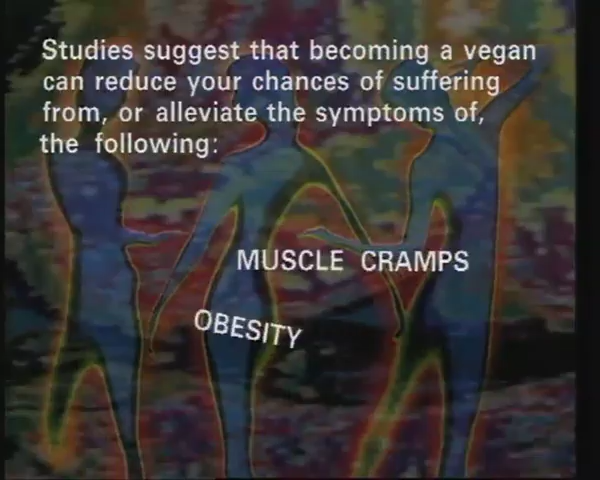 Studies suggest that becoming a vegan
can reduce your chances of suffering
from, or alleviate the symptoms of,
the following:
MUSCLE CRAMPS
OBESITY